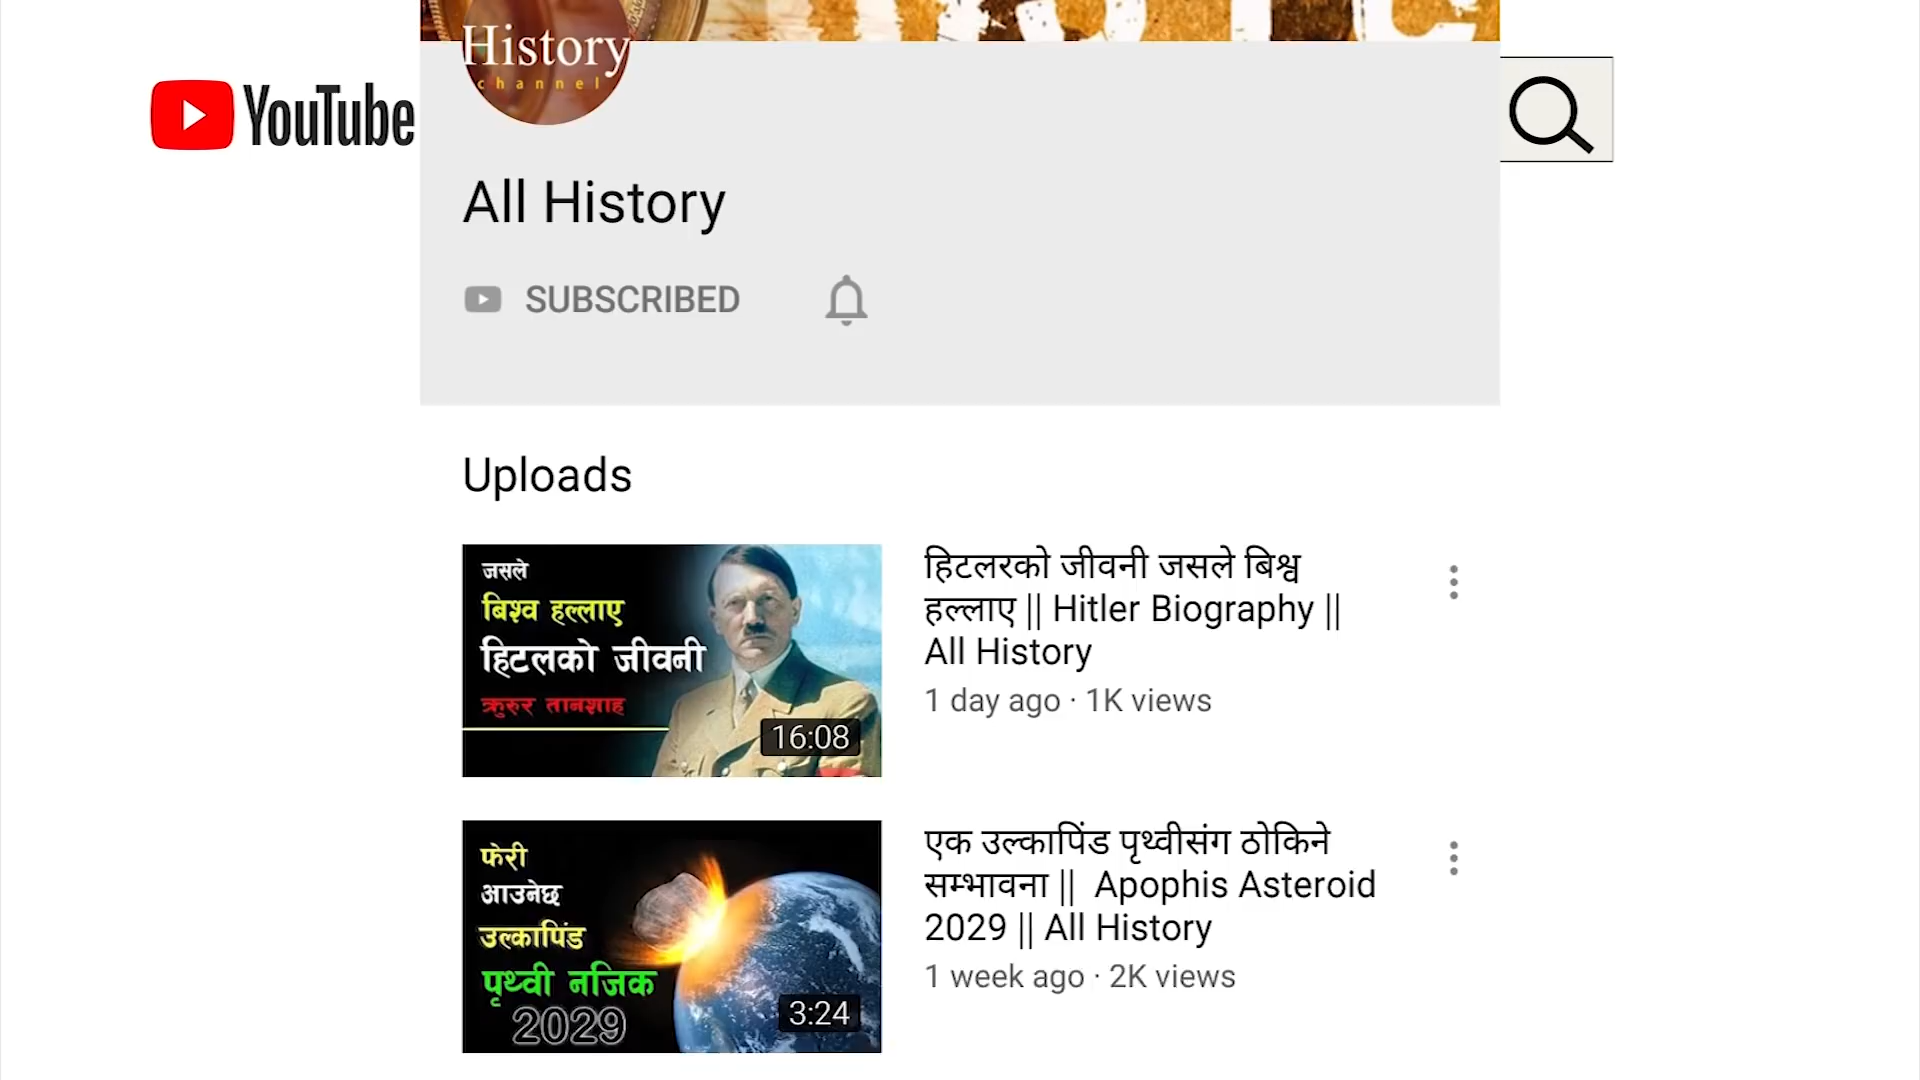 History
channel
YouTube
All History
SUBSCRIBED
Uploads
जसले
बिश्व हल्लाए
हिटलको जीवनी
क्रुरुर तानशाह
16:08
हिटलरको जीवनी जसले बिश्व
हल्लाए || Hitler Biography ||
All History
1 day ago · 1K views
फेरी
आउनेछ
उल्कापिंड
पृथ्वी नजिक
2029
3:24
एक उल्कापिंड पृथ्वीसंग ठोकिने
सम्भावना || Apophis Asteroid
2029 || All History
1 week ago · 2K views